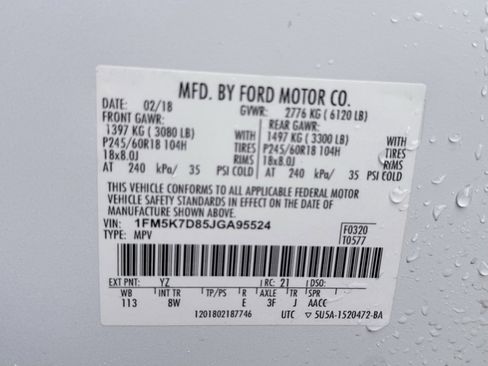 MFD. BY FORD MOTOR CO.
DATE: 02/18 GVWR: 2776 KG ( 6120 LB)
FRONT GAWR: REAR GAWR:
1397 KG ( 3080 LB) WITH 1497 KG ( 3300 LB) WITH
P245/60R18 104H TIRES P245/60R18 104H TIRES
18x8.0J RIMS 18x8.0J RIMS
AT 240 kPa/ 35 PSI COLD AT 240 kPa/ 35 PSI COLD
THIS VEHICLE CONFORMS TO ALL APPLICABLE FEDERAL MOTOR
VEHICLE SAFETY STANDARDS IN EFFECT ON THE DATE OF
MANUFACTURE SHOWN ABOVE.
VIN: 1FM5K7D85JGA95524 F0320
TYPE: MPV T0577
EXT PNT: YZ RC: 21 DSO:
WB INT TR TP/PS R AXLE TR SPR
113 8W E 3F J AACC
1201802187746 UTC ▽ 5U5A-1520472-BA